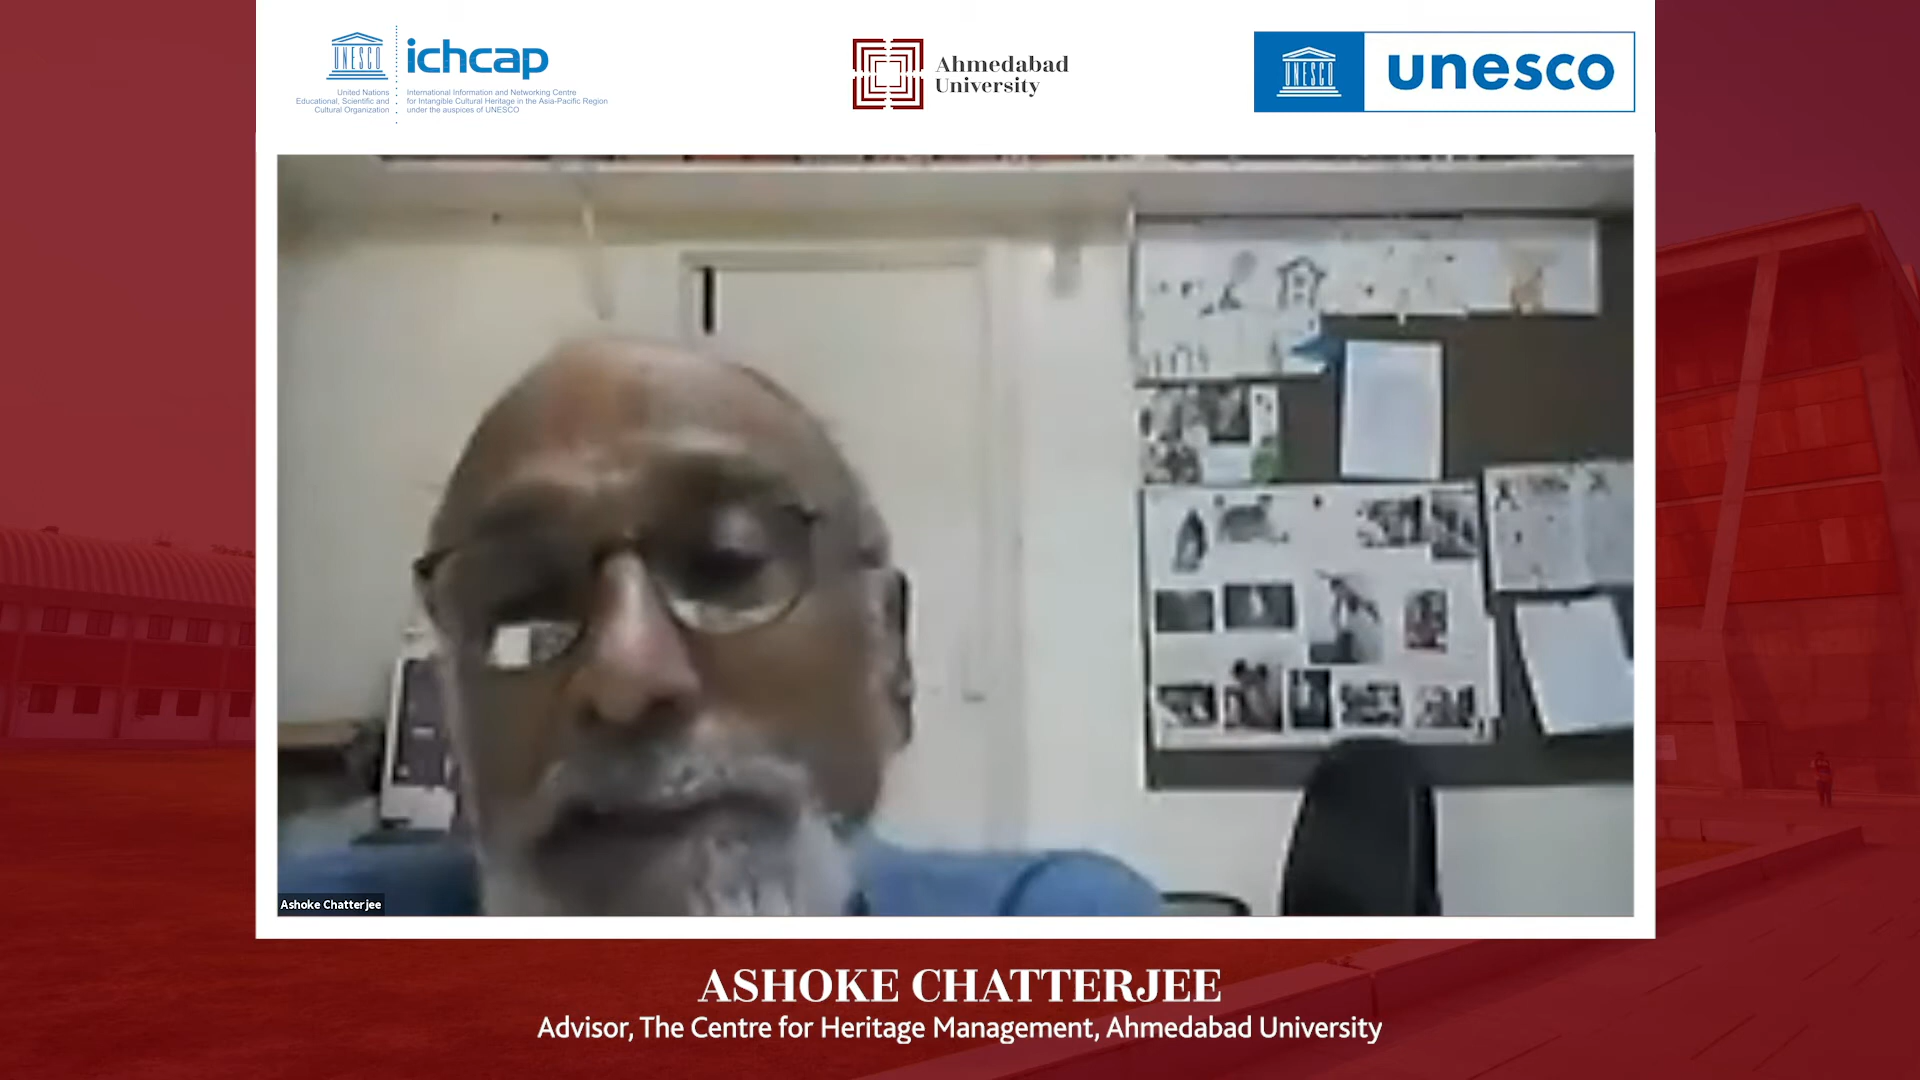 UNESCO
United Nations
Educational, Scientific and
Cultural Organization
ichcap
International Information and Networking Centre
for Intangible Cultural Heritage in the Asia-Pacific Region
under the auspices of UNESCO
Ahmedabad
University
UNESCO
unesco
Ashoke Chatterjee
ASHOKE CHATTERJEE
Advisor, The Centre for Heritage Management, Ahmedabad University